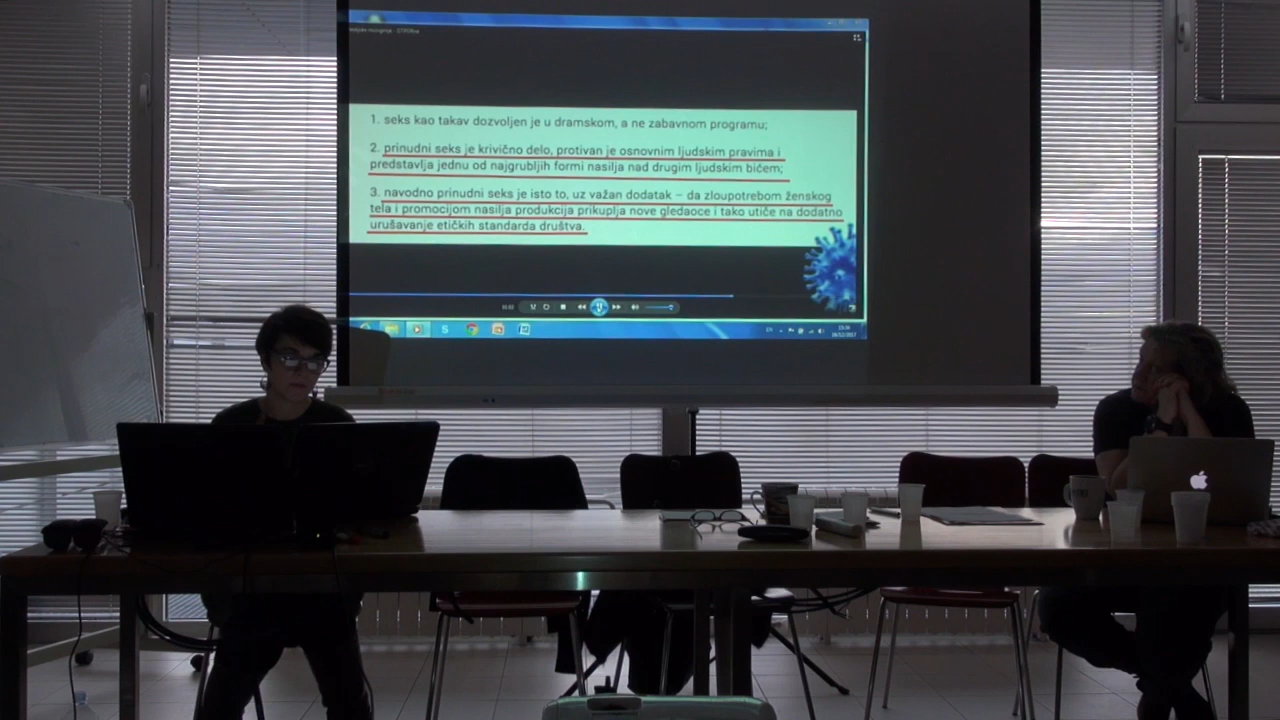 1. seks kao takav dozvoljen je u dramskom, a ne zabavnom programu;
2. prinudni seks je krivično delo, protivan je osnovnim ljudskim pravima i
predstavlja jednu od najgrubljih formi nasilja nad drugim ljudskim bićem;
3. navodno prinudni seks je isto to, uz važan dodatak – da zloupotrebom ženskog
tela i promocijom nasilja produkcija prikuplja nove gledaoce i tako utiče na dodatno
urušavanje etičkih standarda društva.